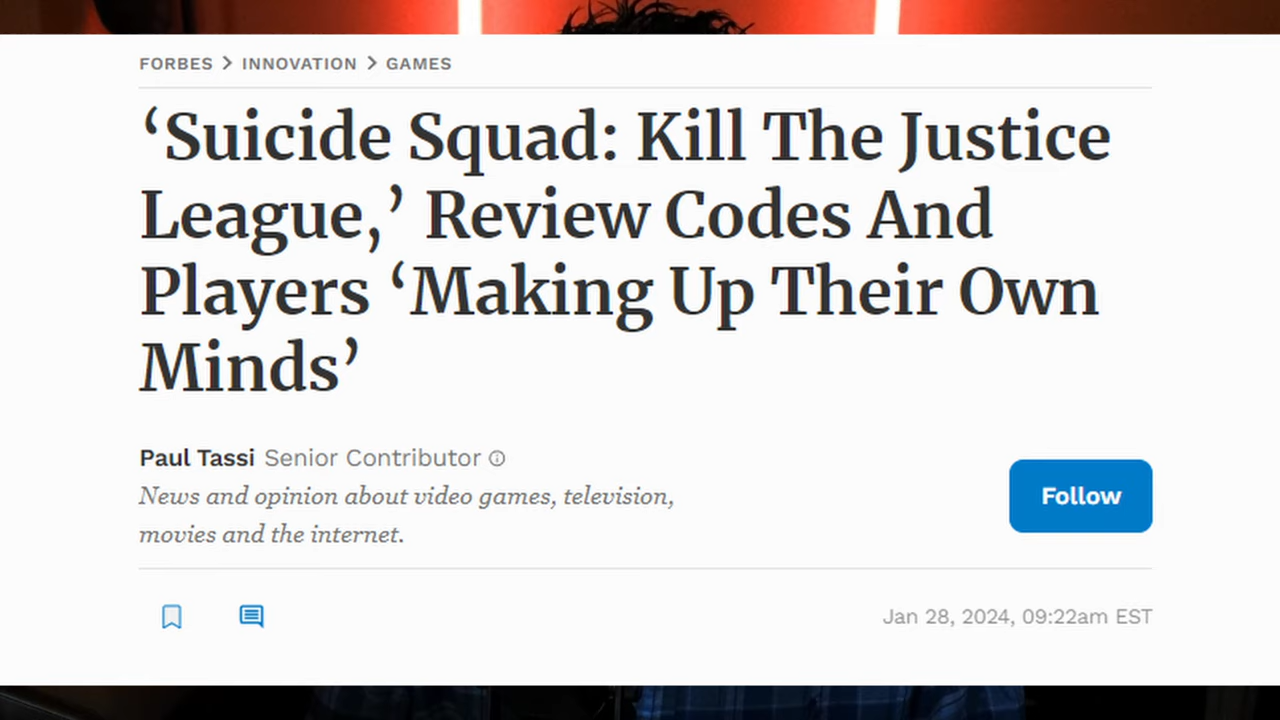 FORBES > INNOVATION > GAMES
‘Suicide Squad: Kill The Justice
League,’ Review Codes And
Players ‘Making Up Their Own
Minds’
Paul Tassi Senior Contributor
News and opinion about video games, television,
movies and the internet.
Follow
Jan 28, 2024, 09:22am EST